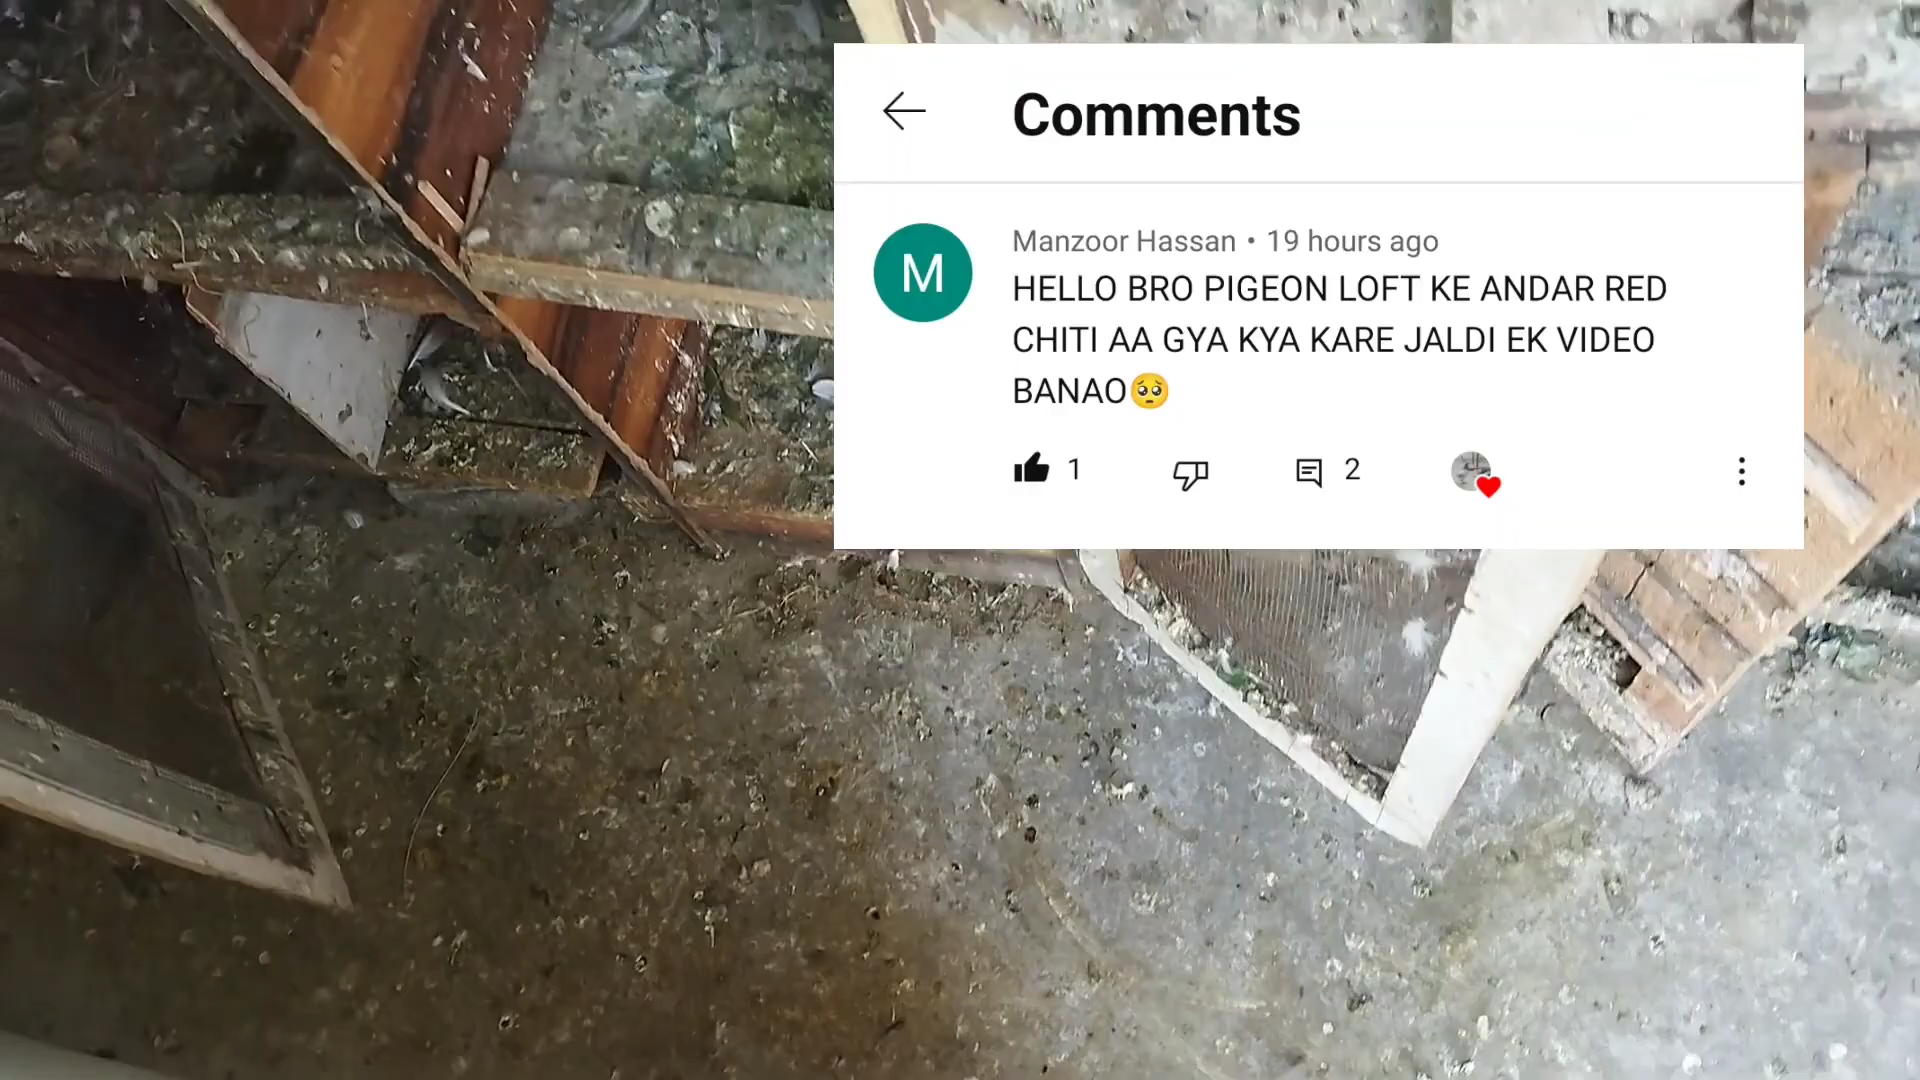 Comments
M
Manzoor Hassan • 19 hours ago
HELLO BRO PIGEON LOFT KE ANDAR RED
CHITI AA GYA KYA KARE JALDI EK VIDEO
BANAO🥺
1
2